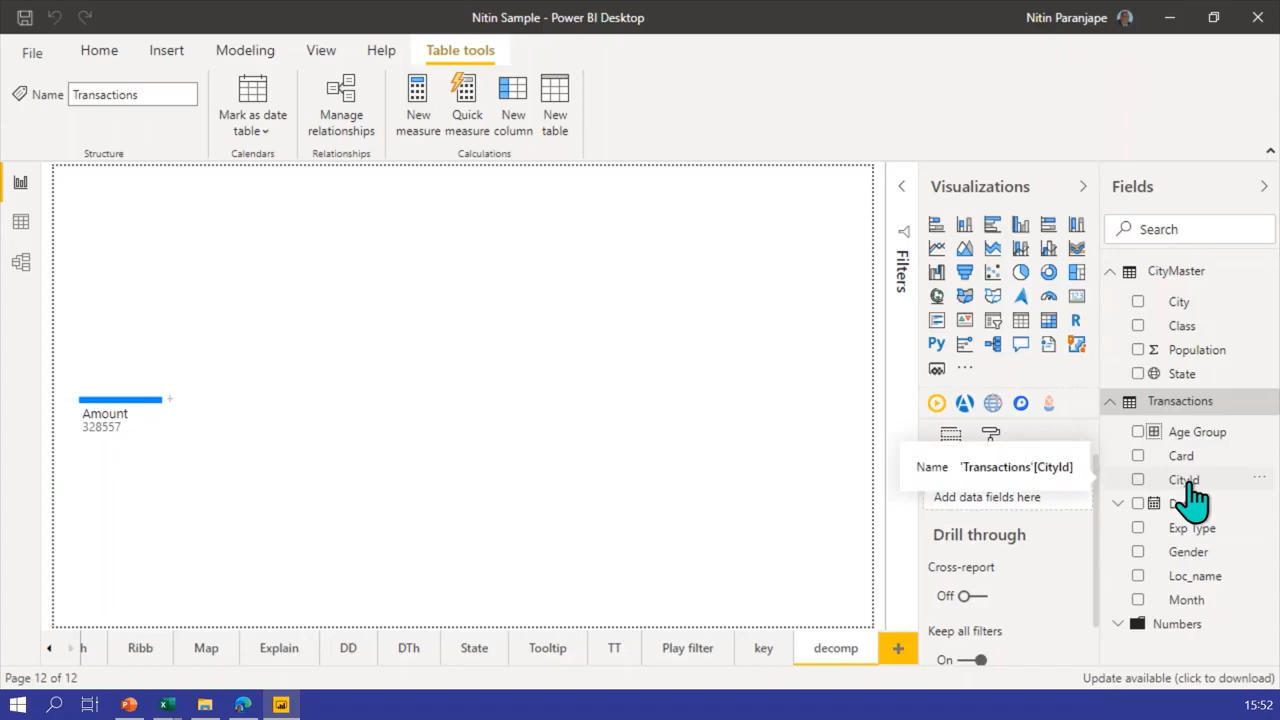 Nitin Sample - Power BI Desktop
Nitin Paranjape
File
Home
Insert
Modeling
View
Help
Table tools
Name
Transactions
Mark as date
table
Manage
relationships
New
measure
Quick
measure
New
column
New
table
Structure
Calendars
Relationships
Calculations
Filters
Visualizations
Fields
Search
CityMaster
City
Class
Population
State
Transactions
Age Group
Card
CityId
Exp Type
Gender
Loc_name
Month
Numbers
R
Py
123
Name 'Transactions'[CityId]
Add data fields here
Drill through
Cross-report
Off
Keep all filters
On
Amount
328557
h
Ribb
Map
Explain
DD
DTh
State
Tooltip
TT
Play filter
key
decomp
Page 12 of 12
Update available (click to download)
15:52